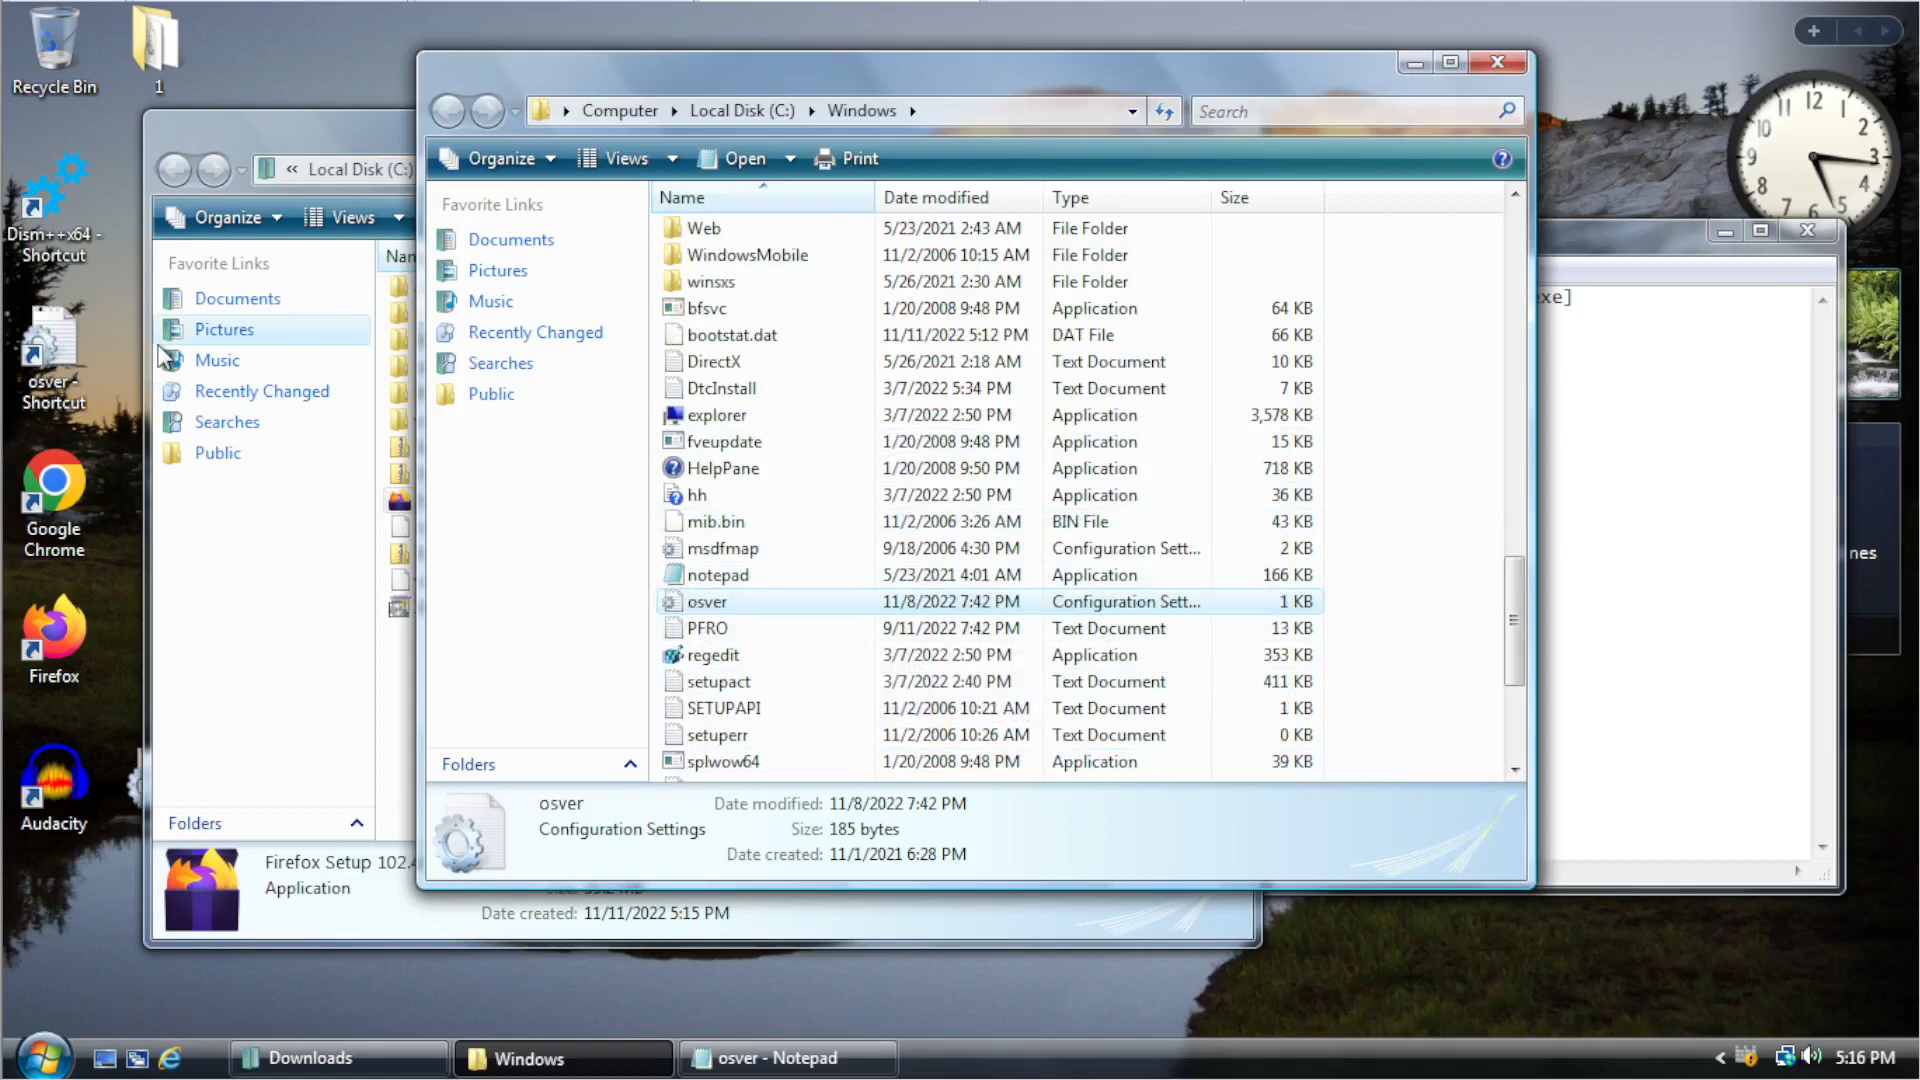 Recycle Bin
1
Dism++x64 -
Shortcut
osver -
Shortcut
Google
Chrome
Firefox
Audacity
« Local Disk (C:)
Organize
Views
Favorite Links
Documents
Pictures
Music
Recently Changed
Searches
Public
Folders
Firefox Setup 102.
Application
Date created: 11/11/2022 5:15 PM
Computer
Local Disk (C:)
Windows
Search
Organize
Views
Open
Print
Favorite Links
Documents
Pictures
Music
Recently Changed
Searches
Public
Folders
Name Date modified Type Size
Web 5/23/2021 2:43 AM File Folder
WindowsMobile 11/2/2006 10:15 AM File Folder
winsxs 5/26/2021 2:30 AM File Folder
bfsvc 1/20/2008 9:48 PM Application 64 KB
bootstat.dat 11/11/2022 5:12 PM DAT File 66 KB
DirectX 5/26/2021 2:18 AM Text Document 10 KB
DtcInstall 3/7/2022 5:34 PM Text Document 7 KB
explorer 3/7/2022 2:50 PM Application 3,578 KB
fveupdate 1/20/2008 9:48 PM Application 15 KB
HelpPane 1/20/2008 9:50 PM Application 718 KB
hh 3/7/2022 2:50 PM Application 36 KB
mib.bin 11/2/2006 3:26 AM BIN File 43 KB
msdfmap 9/18/2006 4:30 PM Configuration Sett... 2 KB
notepad 5/23/2021 4:01 AM Application 166 KB
osver 11/8/2022 7:42 PM Configuration Sett... 1 KB
PFRO 9/11/2022 7:42 PM Text Document 13 KB
regedit 3/7/2022 2:50 PM Application 353 KB
setupact 3/7/2022 2:40 PM Text Document 411 KB
SETUPAPI 11/2/2006 10:21 AM Text Document 1 KB
setuperr 11/2/2006 10:26 AM Text Document 0 KB
splwow64 1/20/2008 9:48 PM Application 39 KB
osver Date modified: 11/8/2022 7:42 PM
Configuration Settings Size: 185 bytes
Date created: 11/1/2021 6:28 PM
12
11 1
10 2
9 3
8 4
7 6 5
xe]
nes
Downloads
Windows
osver - Notepad
5:16 PM